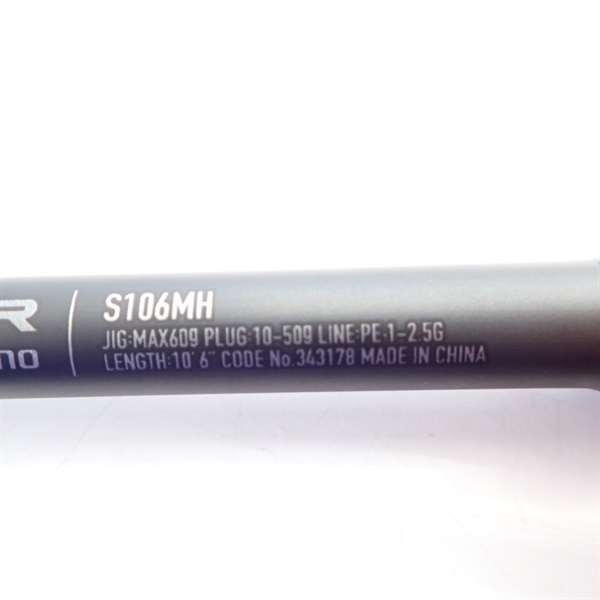 R
no
S106MH
JIG:MAX60g PLUG:10-50g LINE:PE.1-2.5G
LENGTH:10' 6" CODE No.343178 MADE IN CHINA